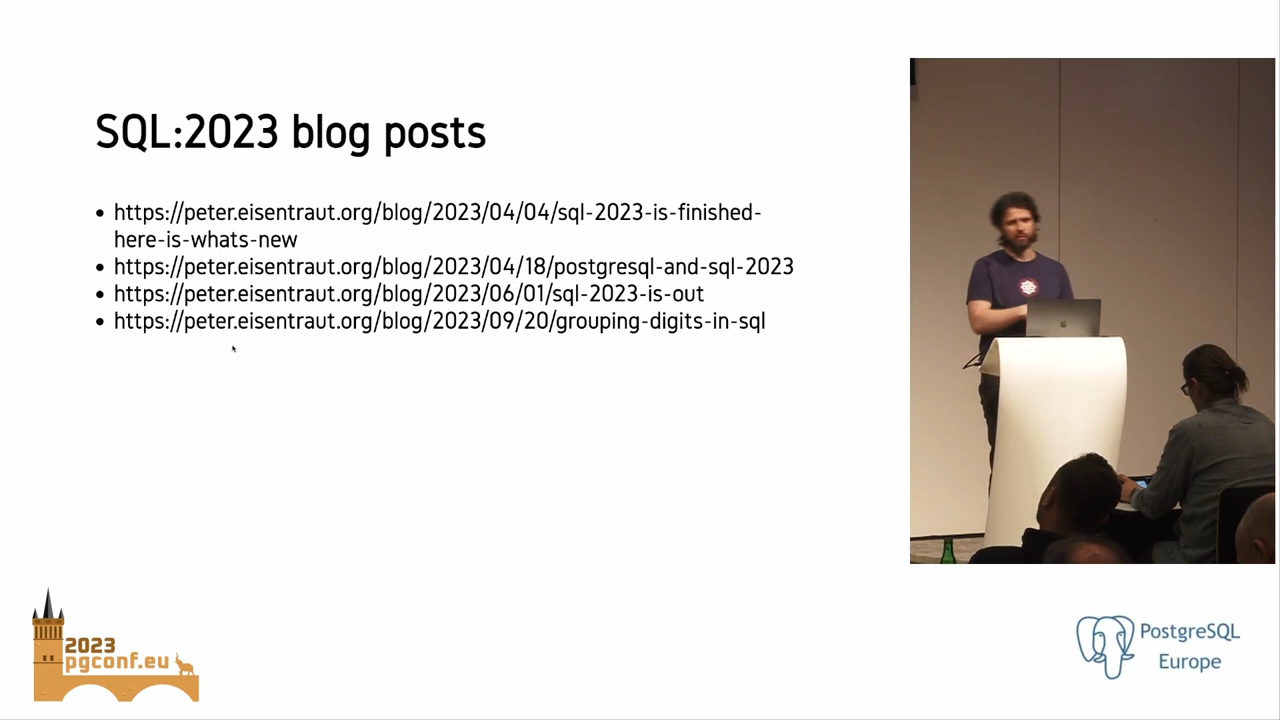 SQL:2023 blog posts
• https://peter.eisentraut.org/blog/2023/04/04/sql-2023-is-finished-
here-is-whats-new
• https://peter.eisentraut.org/blog/2023/04/18/postgresql-and-sql-2023
• https://peter.eisentraut.org/blog/2023/06/01/sql-2023-is-out
• https://peter.eisentraut.org/blog/2023/09/20/grouping-digits-in-sql
2023
pgconf.eu
PostgreSQL
Europe